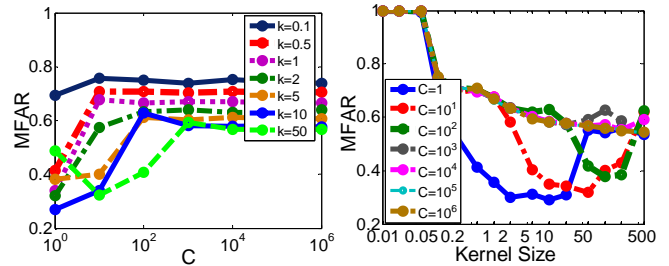 MFAR
1
0.8
0.6
0.4
0.2
10^0
10^2
10^4
10^6
C
k=0.1
k=0.5
k=1
k=2
k=5
k=10
k=50
MFAR
1
0.8
0.6
0.4
0.2
0.01 0.05 0.2 1 2 5 10 50 500
Kernel Size
C=1
C=10^1
C=10^2
C=10^3
C=10^4
C=10^5
C=10^6